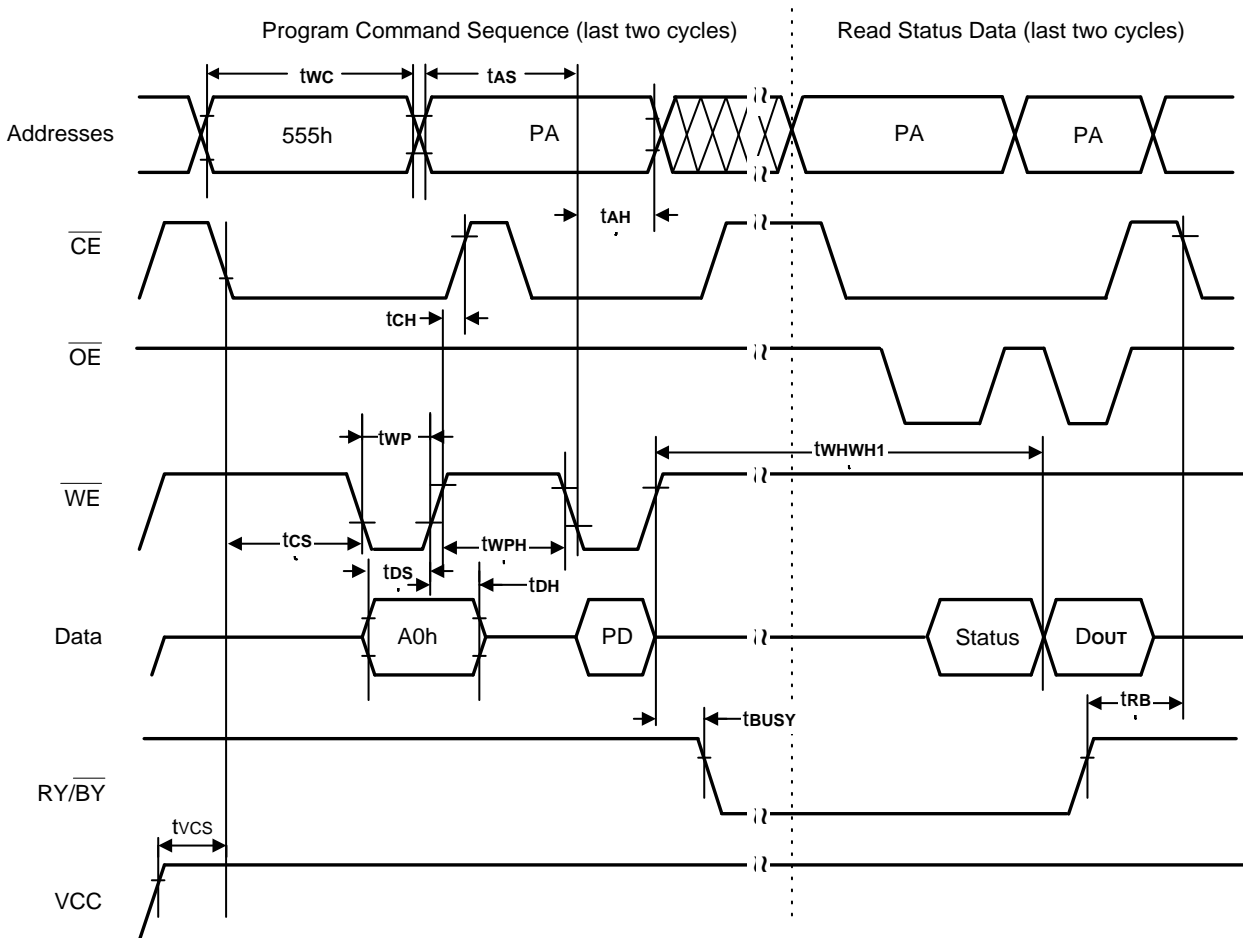 Program Command Sequence (last two cycles) Read Status Data (last two cycles)
tWC tAS
Addresses 555h PA PA PA
tAH
CE
tCH
OE
tWP
tWHWH1
WE
tCS tWPH
tDS tDH
Data A0h PD Status DOUT
tBUSY tRB
RY/BY
tVCS
VCC